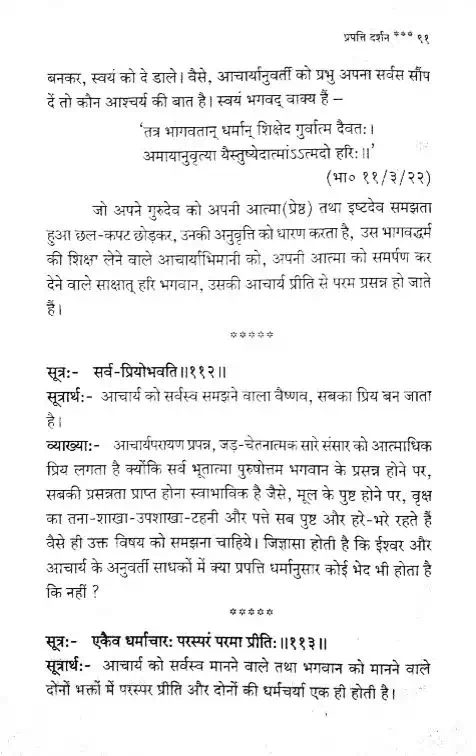 प्रपत्ति दर्शन *** ९१
बनकर, स्वयं को दे डाले। वैसे, आचार्यानुवर्ती को प्रभु अपना सर्वस सौंप
दें तो कौन आश्चर्य की बात है। स्वयं भगवद् वाक्य हैं –
'तत्र भागवतान् धर्मान् शिक्षेद गुर्वात्म दैवतः।
अमायानुवृत्या यैस्तुष्येदात्मांऽऽत्मदो हरिः॥'
(भा० ११/३/२२)
जो अपने गुरुदेव को अपनी आत्मा(प्रेष्ठ) तथा इष्टदेव समझता
हुआ छल-कपट छोड़कर, उनकी अनुवृत्ति को धारण करता है, उस भागवद्धर्म
की शिक्षा लेने वाले आचार्याभिमानी को, अपनी आत्मा को समर्पण कर
देने वाले साक्षात् हरि भगवान, उसकी आचार्य प्रीति से परम प्रसन्न हो जाते
हैं।
*****
सूत्र:- सर्व-प्रियोभवति॥११२॥
सूत्रार्थ:- आचार्य को सर्वस्व समझने वाला वैष्णव, सबका प्रिय बन जाता
है।
व्याख्या:- आचार्यपरायण प्रपन्न, जड़-चेतनात्मक सारे संसार को आत्माधिक
प्रिय लगता है क्योंकि सर्व भूतात्मा पुरुषोत्तम भगवान के प्रसन्न होने पर,
सबकी प्रसन्नता प्राप्त होना स्वाभाविक है जैसे, मूल के पुष्ट होने पर, वृक्ष
का तना-शाखा-उपशाखा-टहनी और पत्ते सब पुष्ट और हरे-भरे रहते हैं
वैसे ही उक्त विषय को समझना चाहिये। जिज्ञासा होती है कि ईश्वर और
आचार्य के अनुवर्ती साधकों में क्या प्रपत्ति धर्मानुसार कोई भेद भी होता है
कि नहीं ?
*****
सूत्र:- एकैव धर्माचारः परस्परं परमा प्रीतिः॥११३॥
सूत्रार्थ:- आचार्य को सर्वस्व मानने वाले तथा भगवान को मानने वाले
दोनों भक्तों में परस्पर प्रीति और दोनों की धर्मचर्या एक ही होती है।